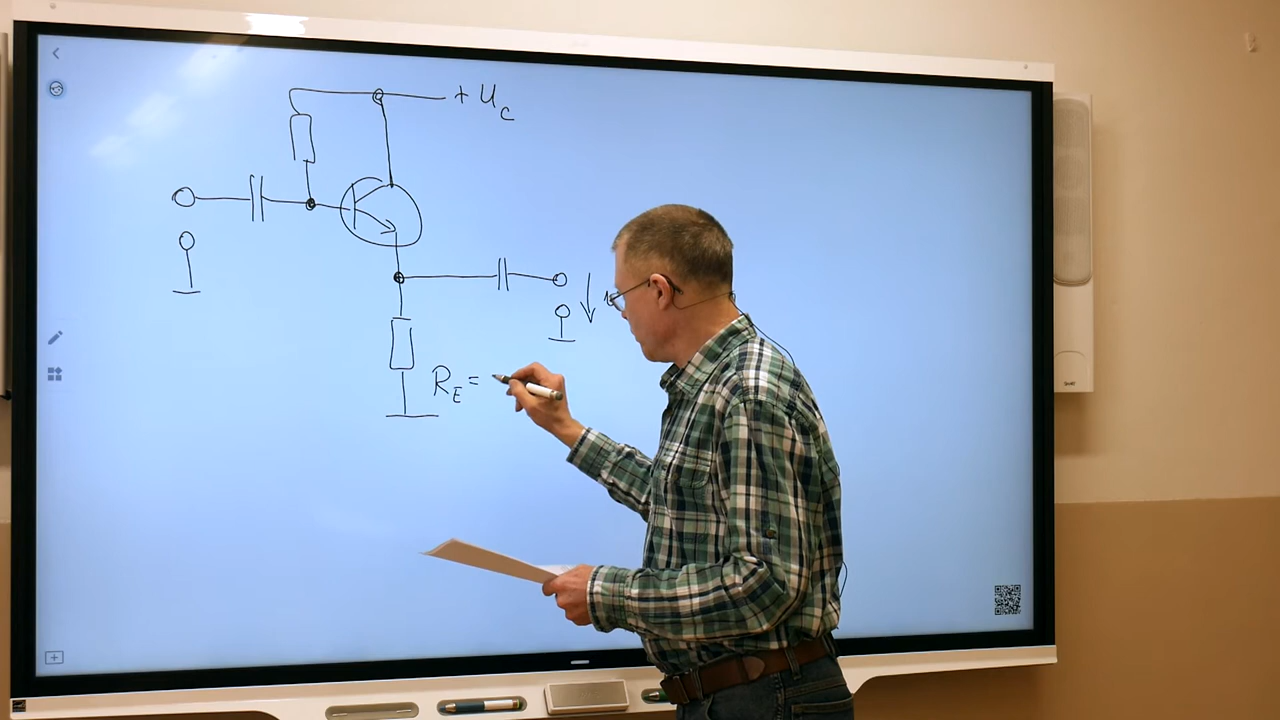 + U_C
R_E =